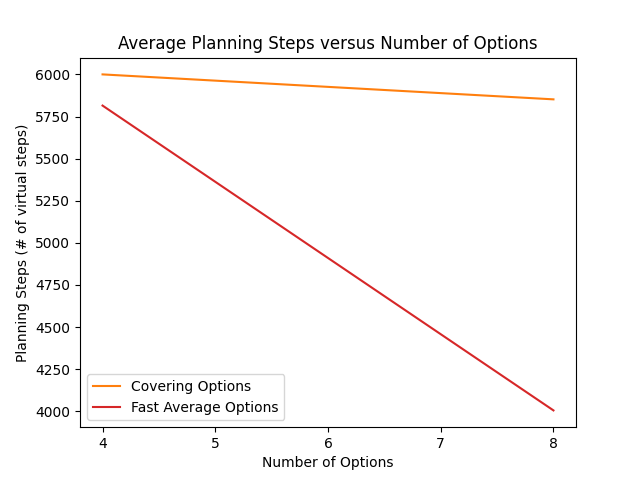 Average Planning Steps versus Number of Options
Planning Steps (# of virtual steps)
6000
5750
5500
5250
5000
4750
4500
4250
4000
Covering Options
Fast Average Options
4 5 6 7 8
Number of Options